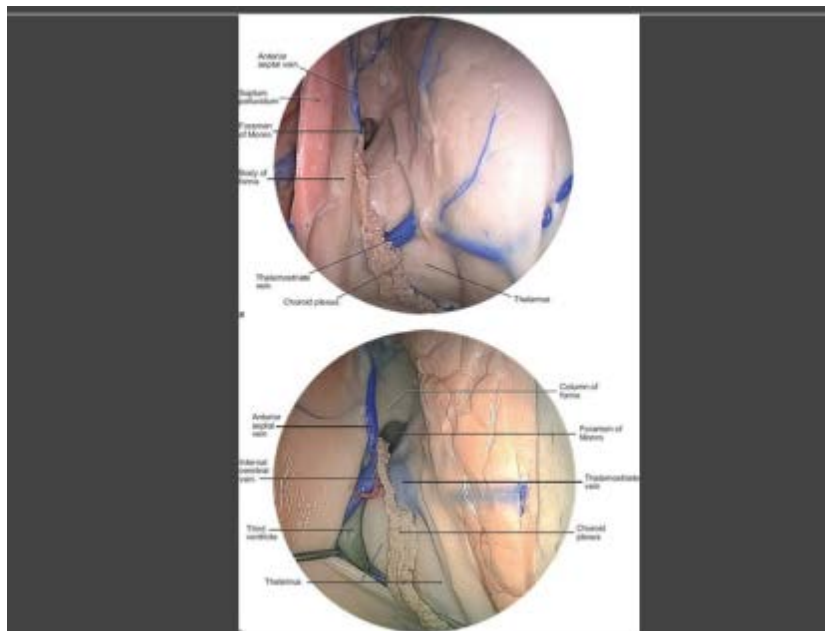 Anterior
septal vein
Septum
pellucidum
Foramen
of Monro
Body of
fornix
Thalamostriate
vein
Choroid plexus
Thalamus
a
Column of
fornix
Anterior
septal
vein
Foramen of
Monro
Internal
cerebral
vein
Thalamostriate
vein
Third
ventricle
Choroid
plexus
Thalamus